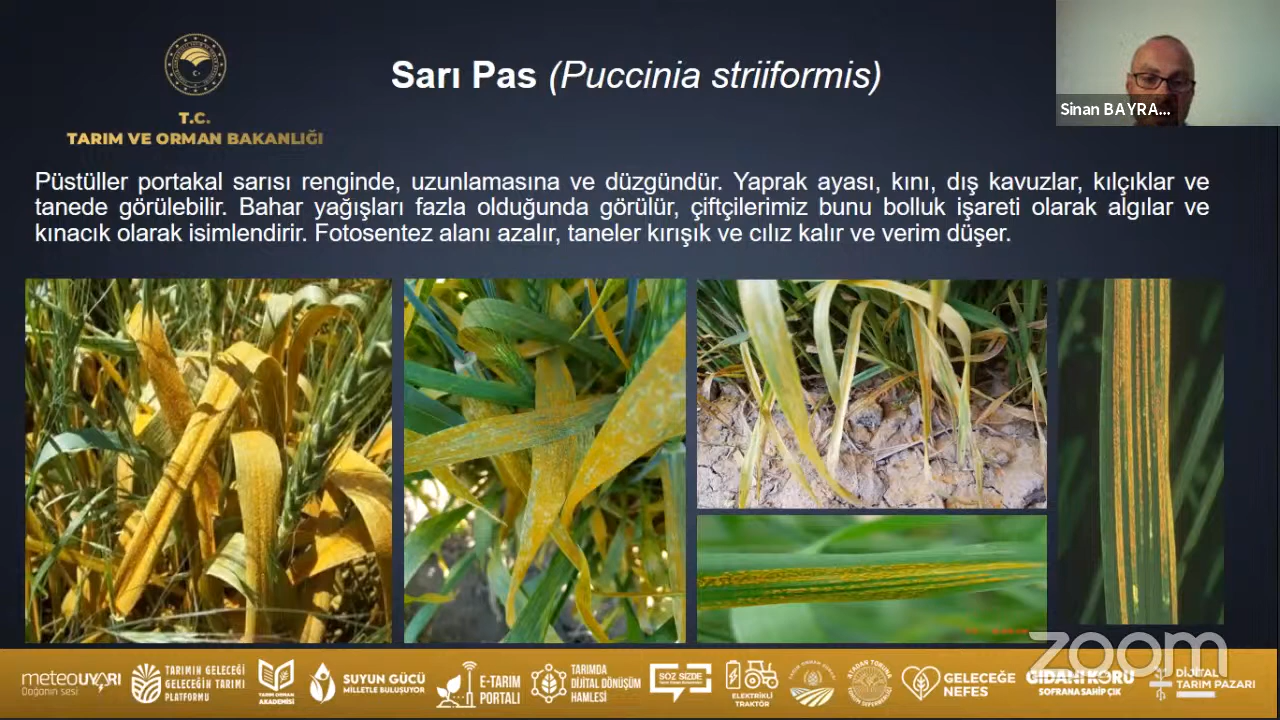 T.C.
TARIM VE ORMAN BAKANLIĞI
Sarı Pas (Puccinia striiformis)
Sinan BAYRA...
Püstüller portakal sarısı renginde, uzunlamasına ve düzgündür. Yaprak ayası, kını, dış kavuzlar, kılçıklar ve
tanede görülebilir. Bahar yağışları fazla olduğunda görülür, çiftçilerimiz bunu bolluk işareti olarak algılar ve
kınacık olarak isimlendirir. Fotosentez alanı azalır, taneler kırışık ve cılız kalır ve verim düşer.
zoom
meteoUYARI
Doğanın sesi
TARIMIN GELECEĞİ
GELECEĞİN TARIMI
PLATFORMU
TARIM ORMAN
AKADEMİSİ
SUYUN GÜCÜ
MİLLETLE BULUŞUYOR
E-TARIM
PORTALI
TARIMDA
DİJİTAL DÖNÜŞÜM
HAMLESİ
SÖZ SİZDE
ELEKTRİKLİ
TRAKTÖR
GELECEĞE
NEFES
GIDANI KORU
SOFRANA SAHİP ÇIK
DİJİTAL
TARIM PAZARI